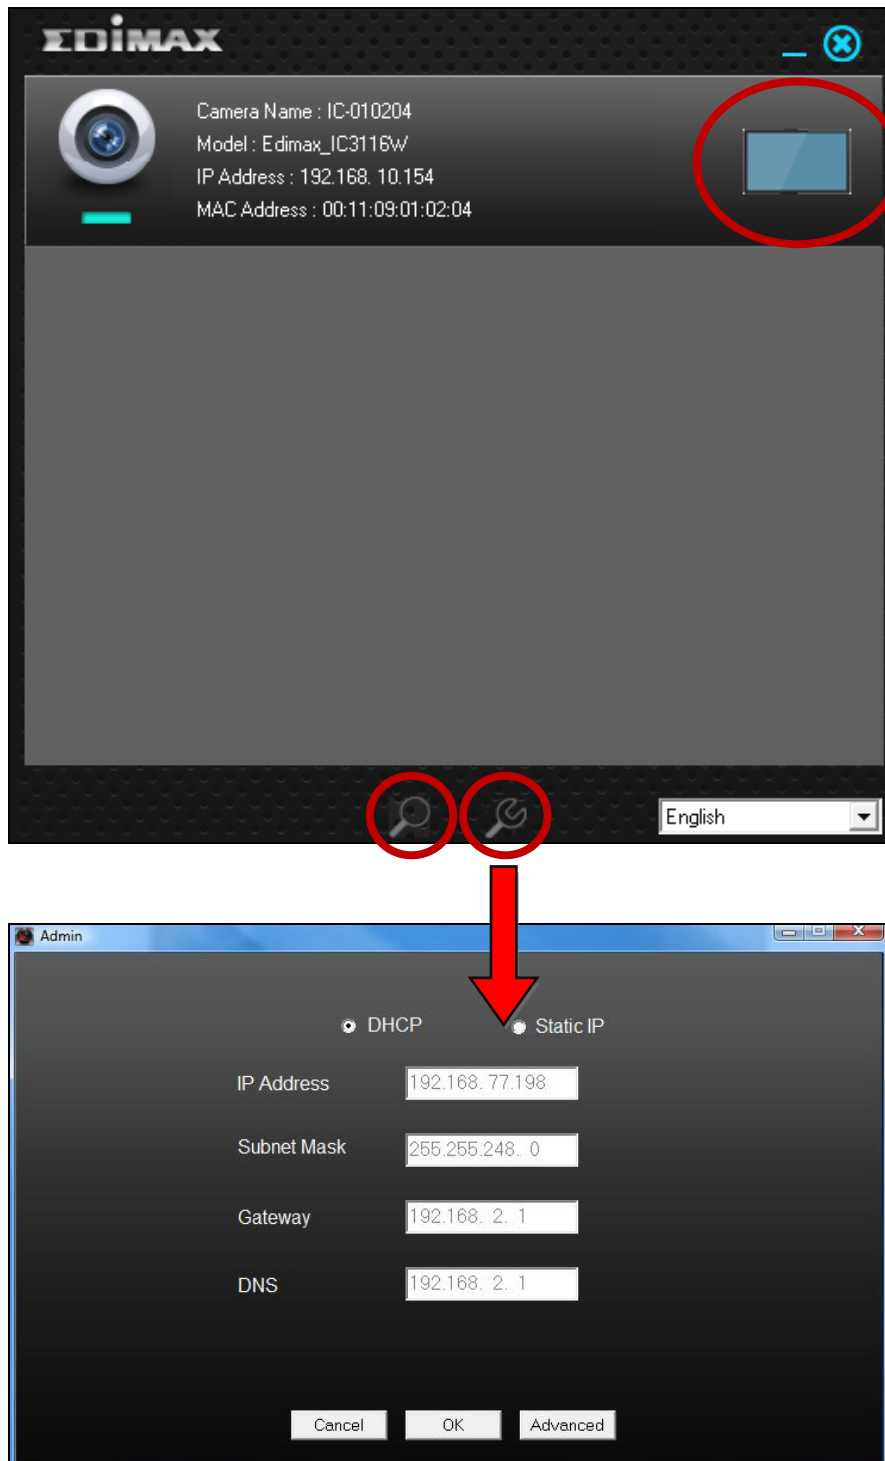 EDIMAX
Camera Name : IC-010204
Model : Edimax_IC3116W
IP Address : 192.168. 10.154
MAC Address : 00:11:09:01:02:04
English
Admin
DHCP Static IP
IP Address 192.168. 77.198
Subnet Mask 255.255.248. 0
Gateway 192.168. 2. 1
DNS 192.168. 2. 1
Cancel OK Advanced